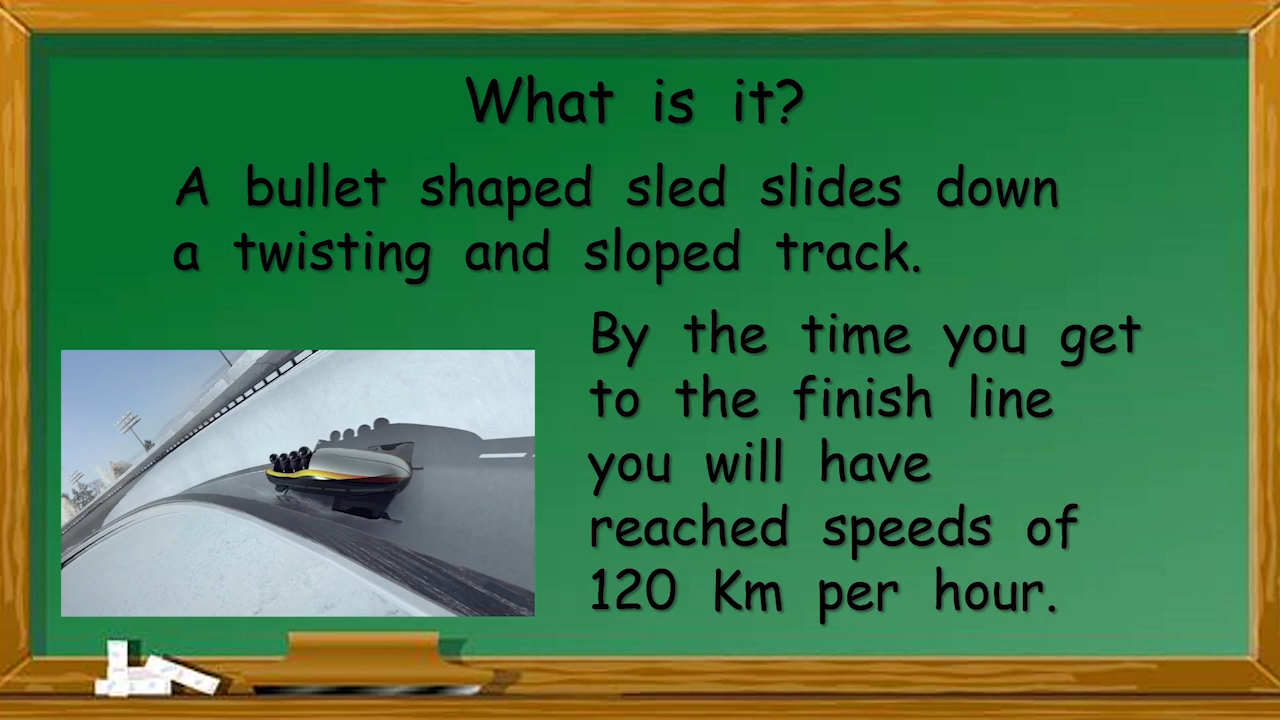 What is it?
A bullet shaped sled slides down
a twisting and sloped track.
By the time you get
to the finish line
you will have
reached speeds of
120 Km per hour.